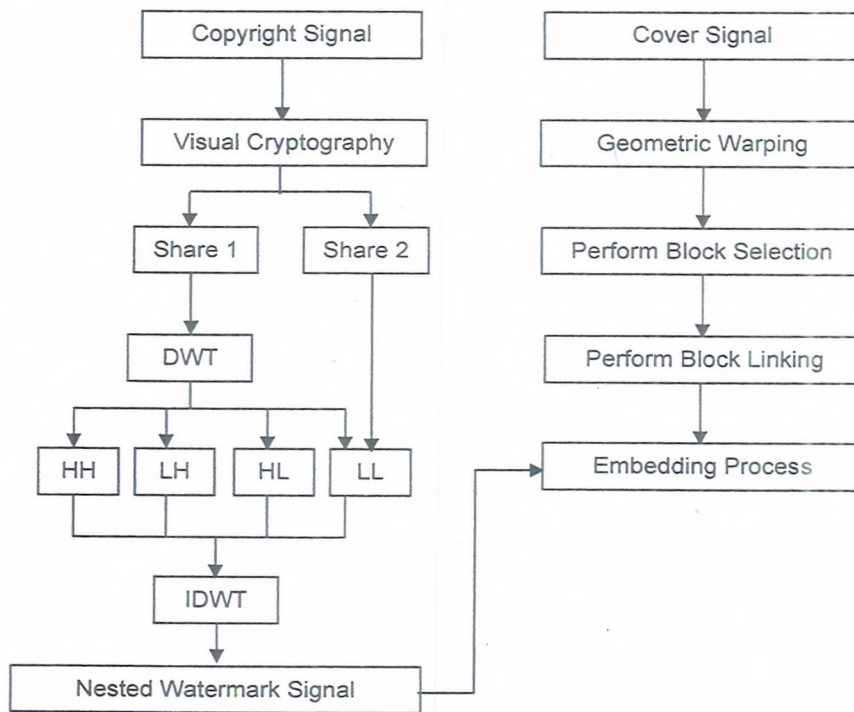 Copyright Signal
Visual Cryptography
Share 1
Share 2
DWT
HH
LH
HL
LL
IDWT
Nested Watermark Signal
Cover Signal
Geometric Warping
Perform Block Selection
Perform Block Linking
Embedding Process